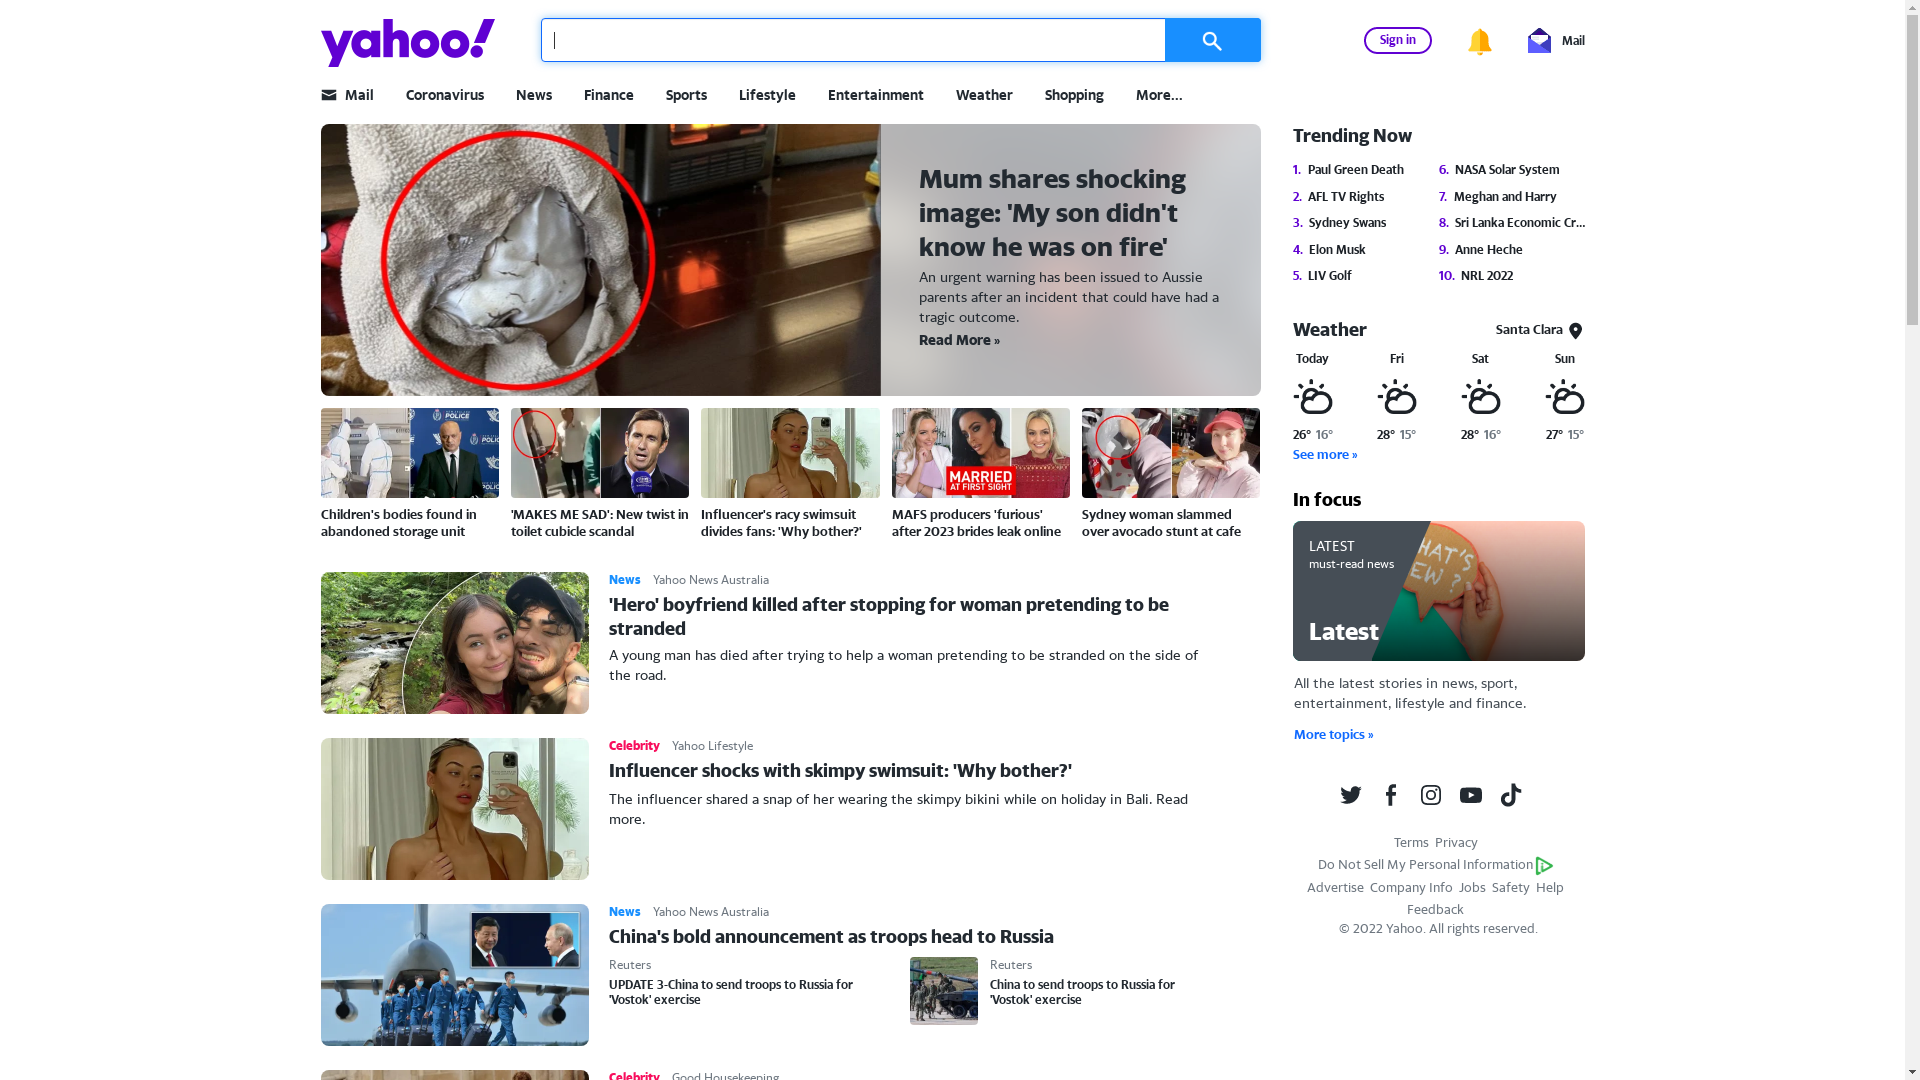 yahoo!
Sign in
Mail
Mail
Coronavirus
News
Finance
Sports
Lifestyle
Entertainment
Weather
Shopping
More...
Mum shares shocking
image: 'My son didn't
know he was on fire'
An urgent warning has been issued to Aussie
parents after an incident that could have had a
tragic outcome.
Read More »
Children's bodies found in
abandoned storage unit
'MAKES ME SAD': New twist in
toilet cubicle scandal
Influencer's racy swimsuit
divides fans: 'Why bother?'
MARRIED
AT FIRST SIGHT
MAFS producers 'furious'
after 2023 brides leak online
Sydney woman slammed
over avocado stunt at cafe
News Yahoo News Australia
'Hero' boyfriend killed after stopping for woman pretending to be
stranded
A young man has died after trying to help a woman pretending to be stranded on the side of
the road.
Celebrity Yahoo Lifestyle
Influencer shocks with skimpy swimsuit: 'Why bother?'
The influencer shared a snap of her wearing the skimpy bikini while on holiday in Bali. Read
more.
News Yahoo News Australia
China's bold announcement as troops head to Russia
Reuters
UPDATE 3-China to send troops to Russia for
'Vostok' exercise
Reuters
China to send troops to Russia for
'Vostok' exercise
Celebrity Good Housekeeping
Trending Now
1. Paul Green Death
2. AFL TV Rights
3. Sydney Swans
4. Elon Musk
5. LIV Golf
6. NASA Solar System
7. Meghan and Harry
8. Sri Lanka Economic Cr...
9. Anne Heche
10. NRL 2022
Weather
Santa Clara
Today Fri Sat Sun
26° 16° 28° 15° 28° 16° 27° 15°
See more »
In focus
LATEST
must-read news
Latest
All the latest stories in news, sport,
entertainment, lifestyle and finance.
More topics »
Terms Privacy
Do Not Sell My Personal Information
Advertise Company Info Jobs Safety Help
Feedback
© 2022 Yahoo. All rights reserved.